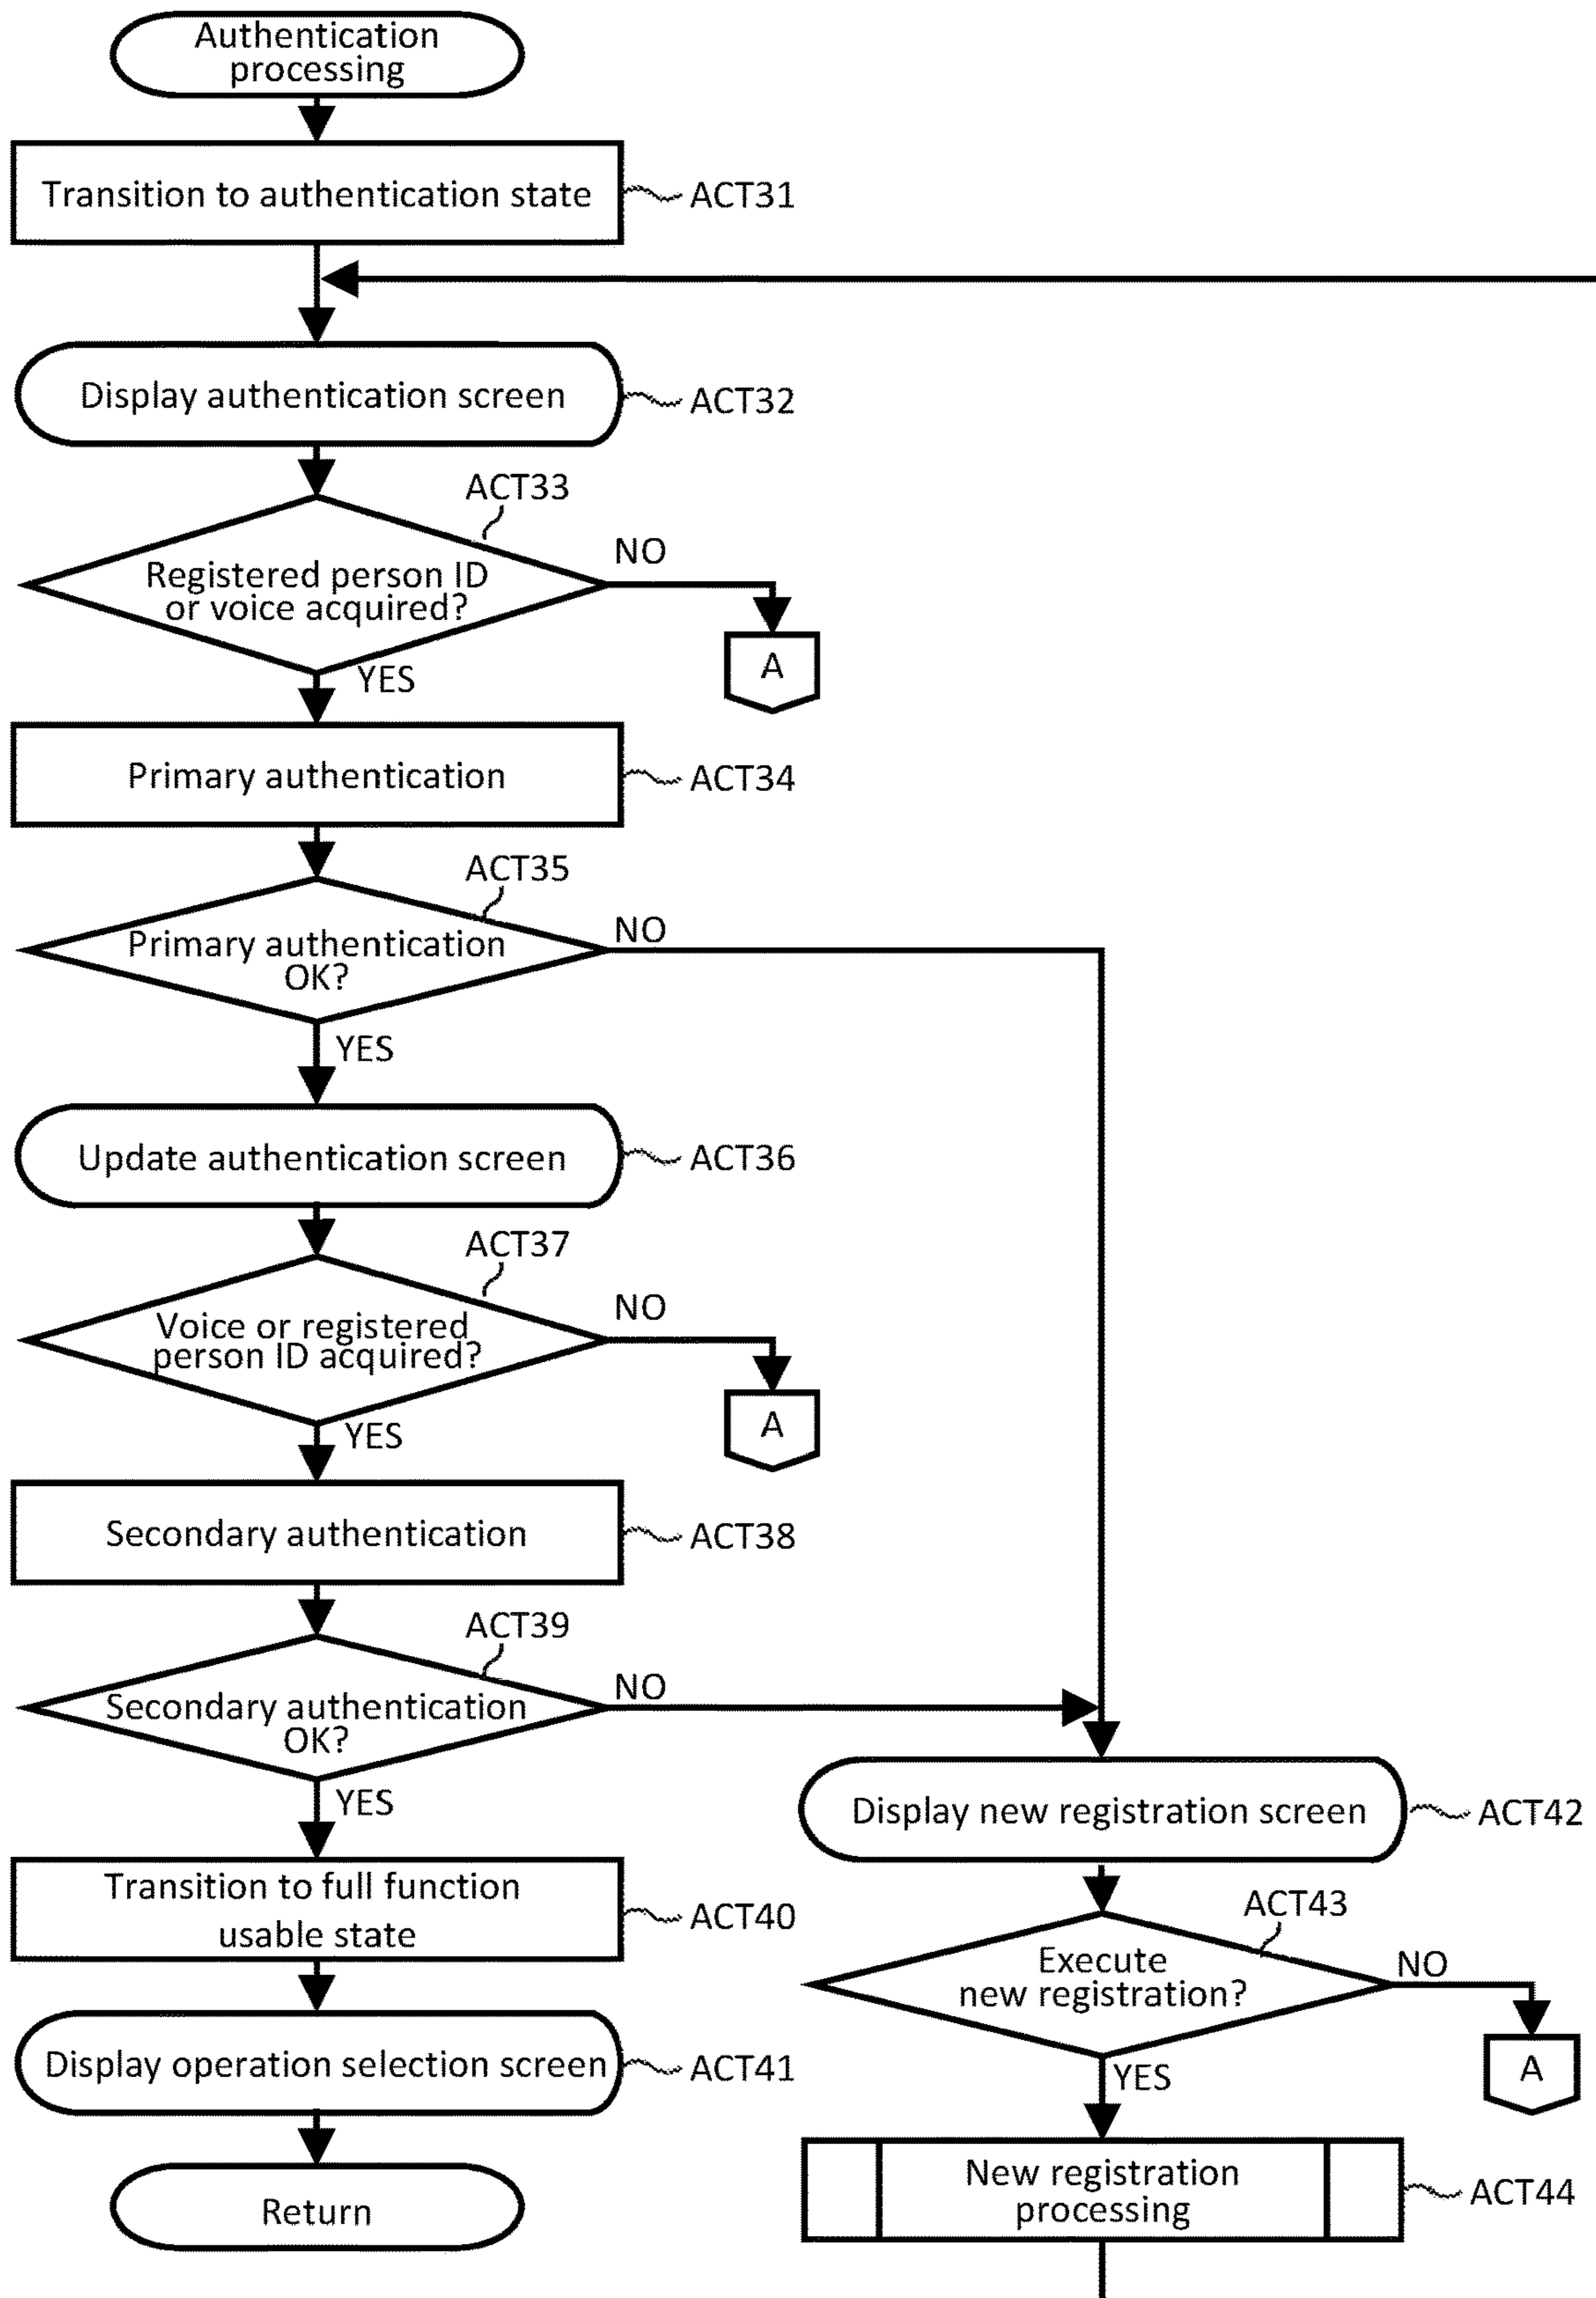 Authentication
processing
Transition to authentication state
ACT31
Display authentication screen
ACT32
ACT33
Registered person ID
or voice acquired?
NO
A
YES
Primary authentication
ACT34
ACT35
Primary authentication
OK?
NO
YES
Update authentication screen
ACT36
ACT37
Voice or registered
person ID acquired?
NO
A
YES
Secondary authentication
ACT38
ACT39
Secondary authentication
OK?
NO
YES
Transition to full function
usable state
ACT40
Display operation selection screen
ACT41
Return
Display new registration screen
ACT42
ACT43
Execute
new registration?
NO
A
YES
New registration
processing
ACT44